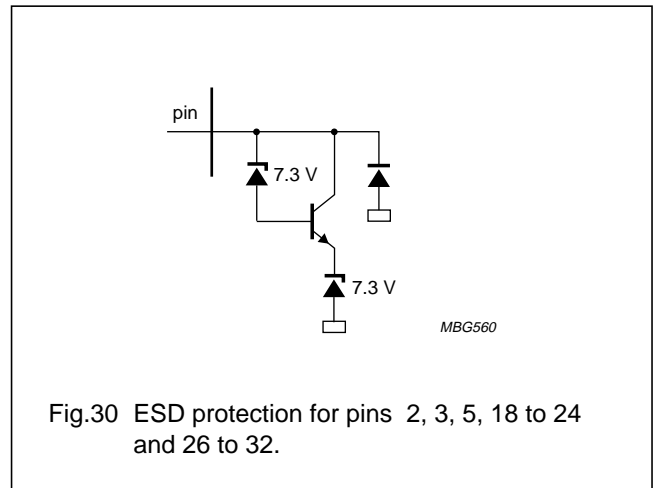 pin
7.3 V
7.3 V
MBG560
Fig.30 ESD protection for pins 2, 3, 5, 18 to 24
and 26 to 32.